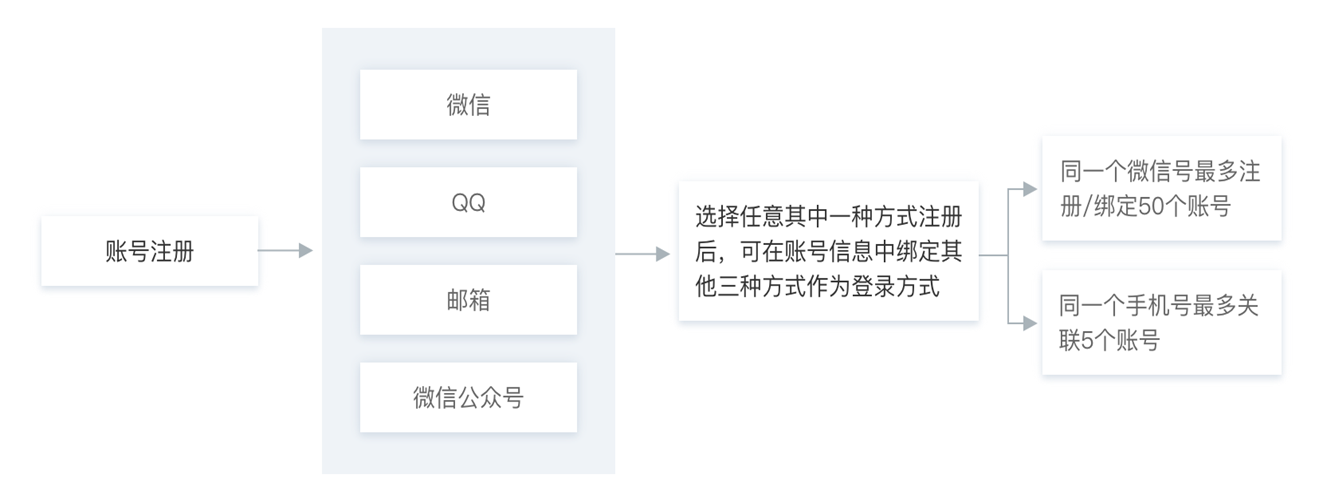 账号注册
微信
QQ
邮箱
微信公众号
选择任意其中一种方式注册
后，可在账号信息中绑定其
他三种方式作为登录方式
同一个微信号最多注
册/绑定50个账号
同一个手机号最多关
联5个账号